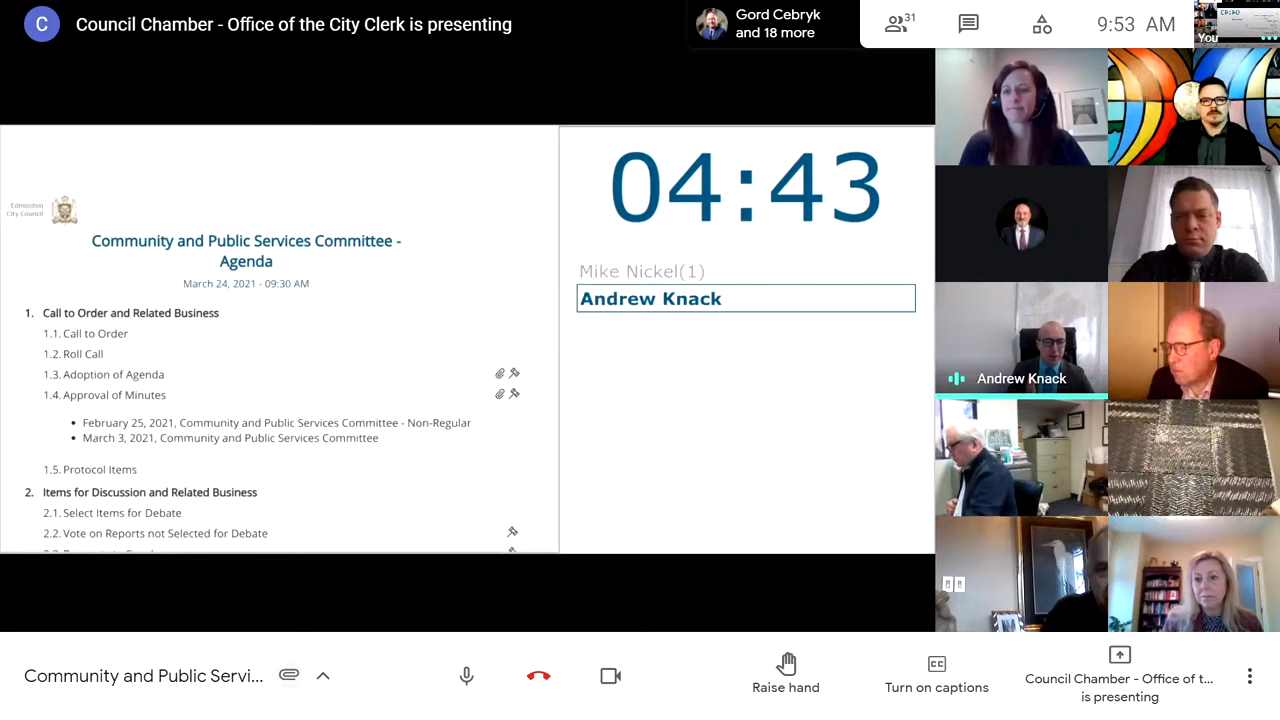 C
Council Chamber - Office of the City Clerk is presenting
Gord Cebryk
and 18 more
31
9:53 AM
You
Edmonton
City Council
Community and Public Services Committee -
Agenda
March 24, 2021 - 09:30 AM
1. Call to Order and Related Business
1.1. Call to Order
1.2. Roll Call
1.3. Adoption of Agenda
1.4. Approval of Minutes
• February 25, 2021, Community and Public Services Committee - Non-Regular
• March 3, 2021, Community and Public Services Committee
1.5. Protocol Items
2. Items for Discussion and Related Business
2.1. Select Items for Debate
2.2. Vote on Reports not Selected for Debate
04:43
Mike Nickel(1)
Andrew Knack
Andrew Knack
Community and Public Servi...
Raise hand
CC
Turn on captions
Council Chamber - Office of t...
is presenting